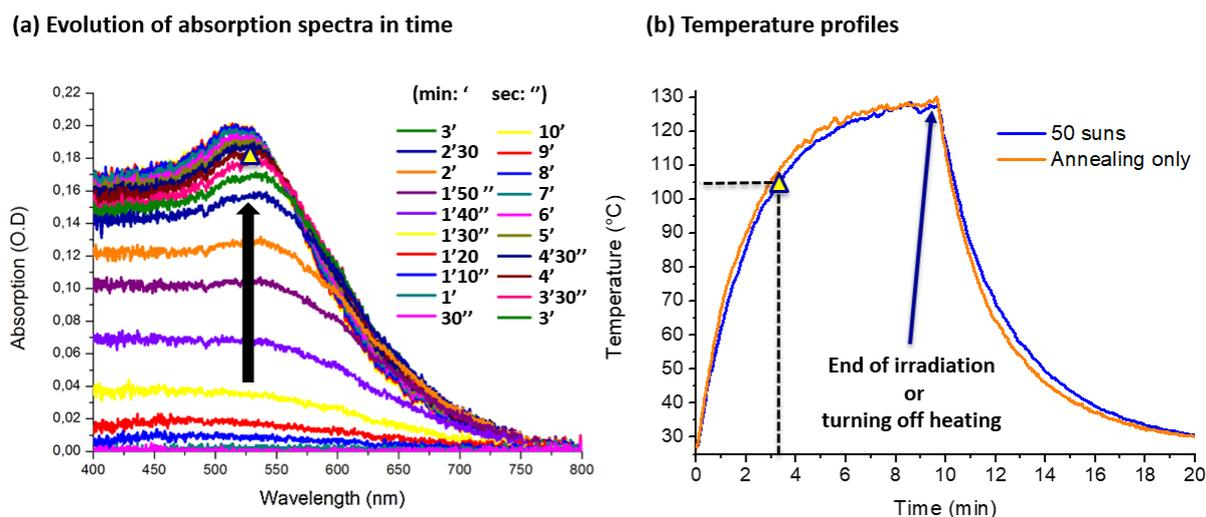 (a) Evolution of absorption spectra in time
(b) Temperature profiles
0,22
0,20
0,18
0,16
0,14
0,12
0,10
0,08
0,06
0,04
0,02
0,00
Absorption (O.D)
400 450 500 550 600 650 700 750 800
Wavelength (nm)
(min: ‘ sec: ‘’)
3’ 10’
2’30 9’
2’ 8’
1’50 ’’ 7’
1’40’’ 6’
1’30’’ 5’
1’20 4’30’’
1’10’’ 4’
1’ 3’30’’
30’’ 3’
130
120
110
100
90
80
70
60
50
40
30
Temperature (°C)
50 suns
Annealing only
End of irradiation
or
turning off heating
0 2 4 6 8 10 12 14 16 18 20
Time (min)